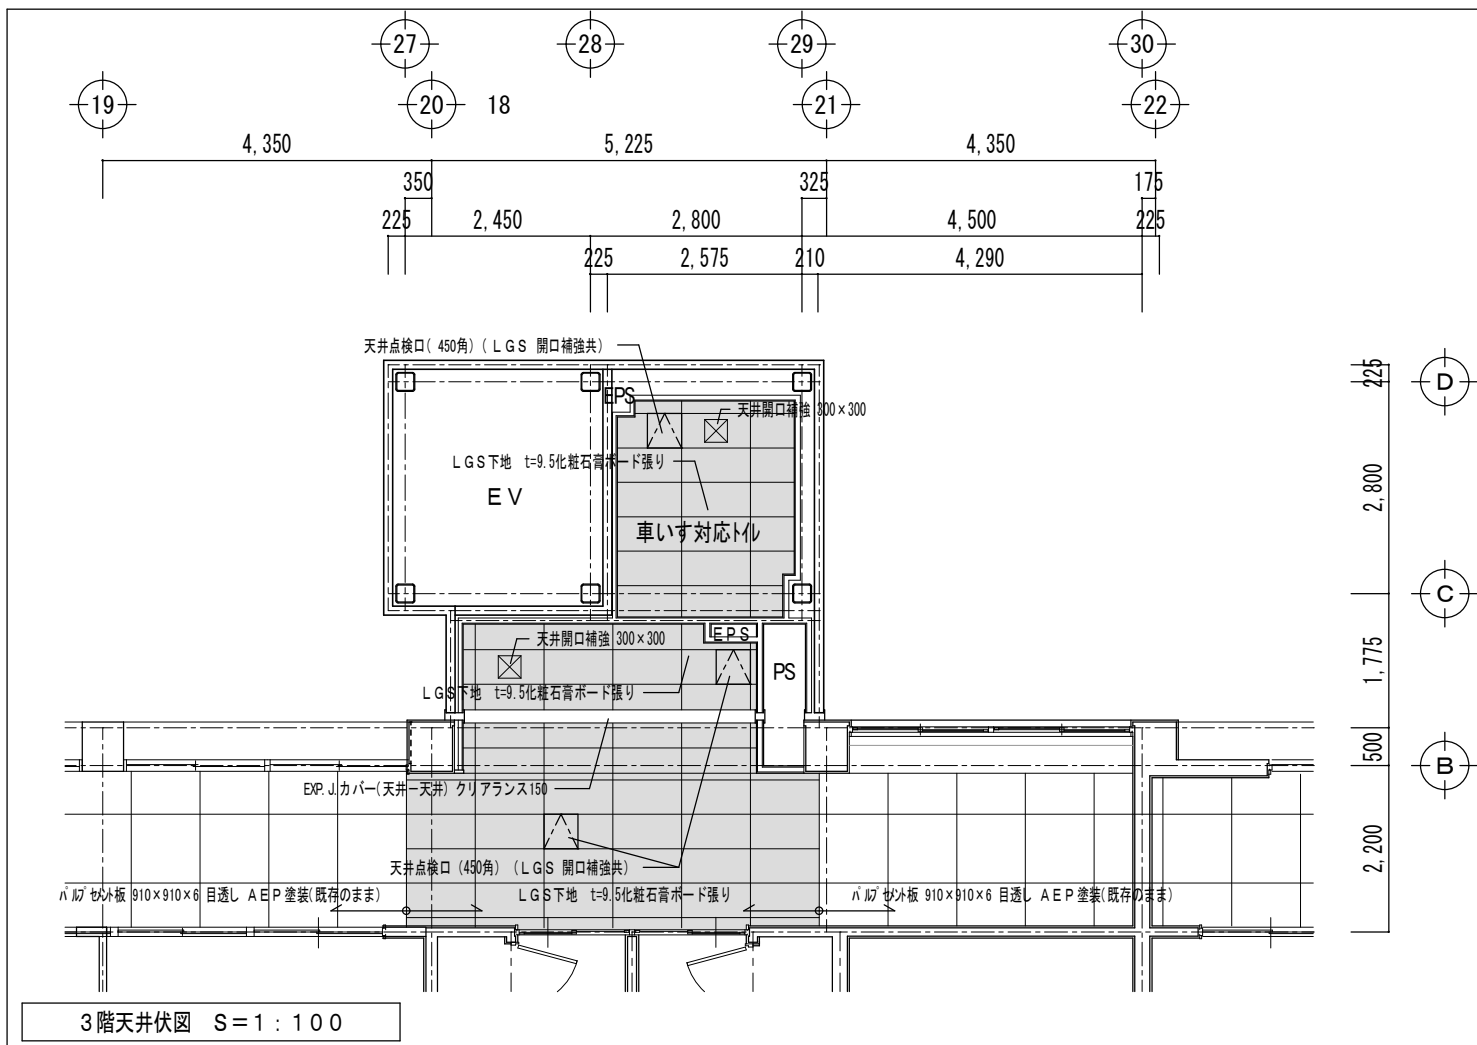 27 28 29 30
19 20 18 21 22
4,350 5,225 4,350
350 325 175
225 2,450 2,800 4,500 225
225 2,575 210 4,290
天井点検口( 450角) ( LGS 開口補強共)
D
225
EPS
天井開口補強 300×300
LGS下地 t=9.5化粧石膏ボード張り
EV
2,800
車いす対応トイレ
C
天井開口補強 300×300
EPS
PS
1,775
LGS下地 t=9.5化粧石膏ボード張り
500
B
EXP.J.カバー(天井−天井) クリアランス150
2,200
天井点検口 (450角) (LGS 開口補強共)
パルプセメント板 910×910×6 目透し AEP塗装(既存のまま)
LGS下地 t=9.5化粧石膏ボード張り
パルプセメント板 910×910×6 目透し AEP塗装(既存のまま)
3階天井伏図 S=1:100